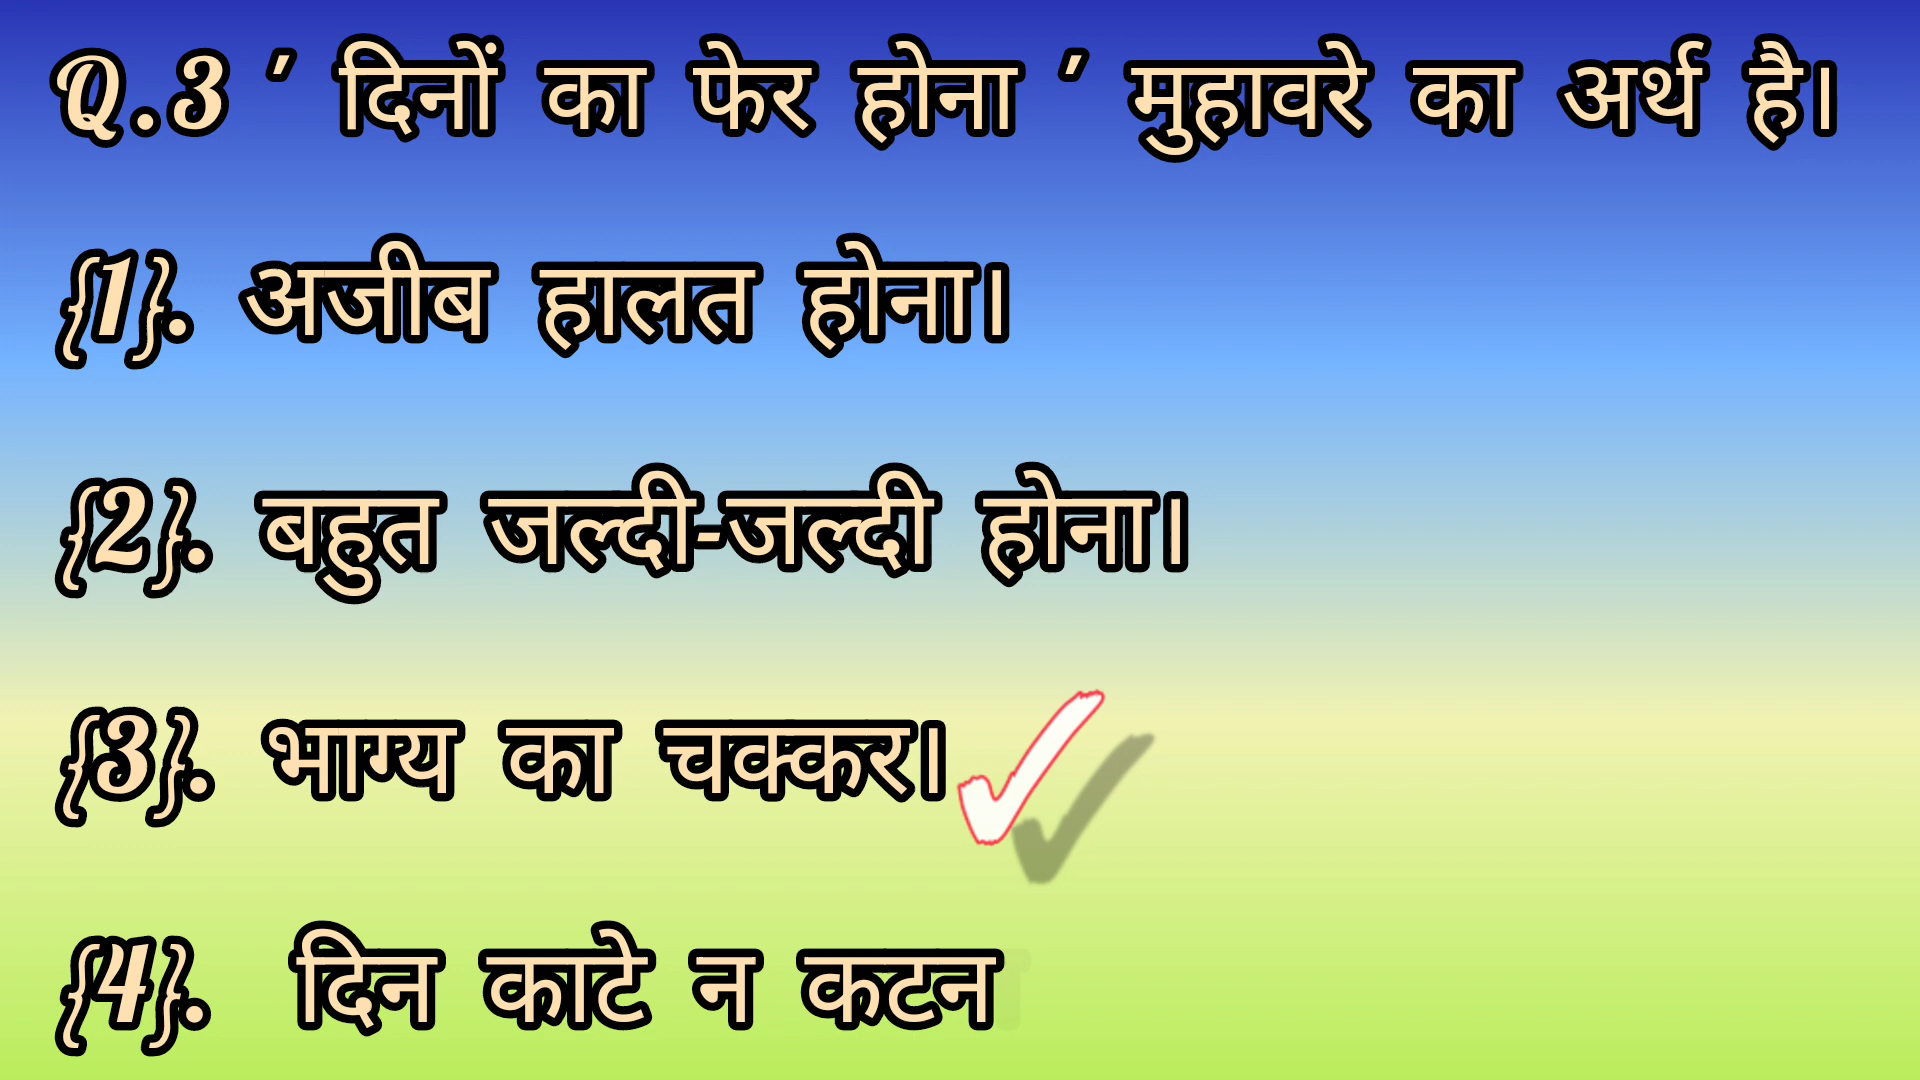 Q.3 ' दिनों का फेर होना ' मुहावरे का अर्थ है।
{1}. अजीब हालत होना।
{2}. बहुत जल्दी-जल्दी होना।
{3}. भाग्य का चक्कर।
{4}. दिन काटे न कटन